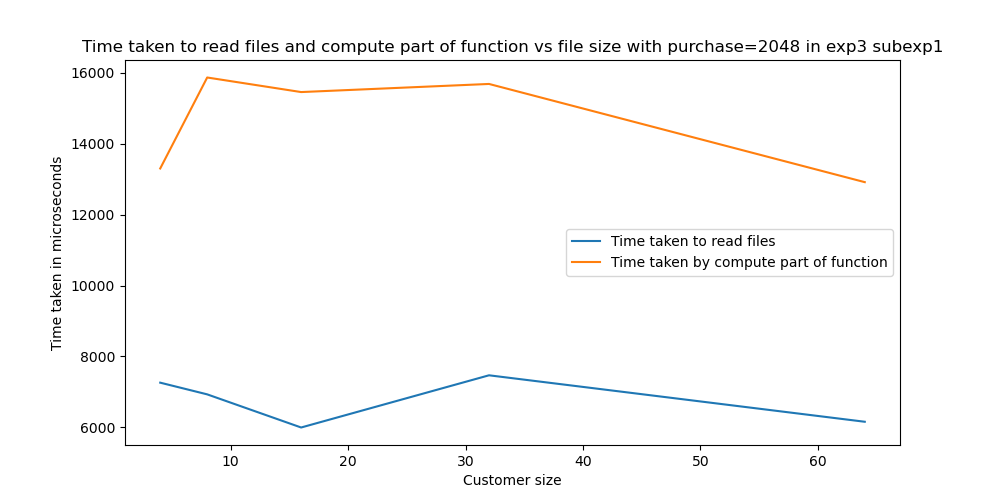 Time taken to read files and compute part of function vs file size with purchase=2048 in exp3 subexp1
16000
14000
12000
10000
8000
6000
Time taken in microseconds
Time taken to read files
Time taken by compute part of function
10
20
30
40
50
60
Customer size